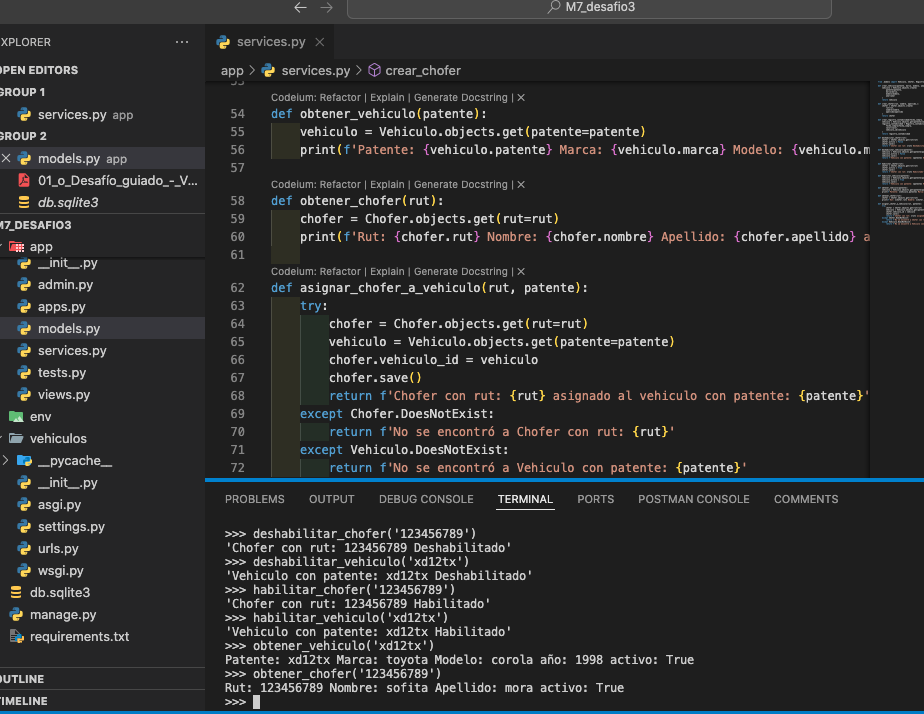 M7_desafio3
XPLORER
OPEN EDITORS
GROUP 1
services.py app
GROUP 2
models.py app
01_o_Desafío_guiado_-_V...
db.sqlite3
M7_DESAFIO3
app
__init__.py
admin.py
apps.py
models.py
services.py
tests.py
views.py
env
vehiculos
__pycache__
__init__.py
asgi.py
settings.py
urls.py
wsgi.py
db.sqlite3
manage.py
requirements.txt
OUTLINE
TIMELINE
services.py
app > services.py > crear_chofer
Codeium: Refactor | Explain | Generate Docstring | ×
54 def obtener_vehiculo(patente):
55 vehiculo = Vehiculo.objects.get(patente=patente)
56 print(f'Patente: {vehiculo.patente} Marca: {vehiculo.marca} Modelo: {vehiculo.m
57
Codeium: Refactor | Explain | Generate Docstring | ×
58 def obtener_chofer(rut):
59 chofer = Chofer.objects.get(rut=rut)
60 print(f'Rut: {chofer.rut} Nombre: {chofer.nombre} Apellido: {chofer.apellido} a
61
Codeium: Refactor | Explain | Generate Docstring | ×
62 def asignar_chofer_a_vehiculo(rut, patente):
63 try:
64 chofer = Chofer.objects.get(rut=rut)
65 vehiculo = Vehiculo.objects.get(patente=patente)
66 chofer.vehiculo_id = vehiculo
67 chofer.save()
68 return f'Chofer con rut: {rut} asignado al vehiculo con patente: {patente}'
69 except Chofer.DoesNotExist:
70 return f'No se encontró a Chofer con rut: {rut}'
71 except Vehiculo.DoesNotExist:
72 return f'No se encontró a Vehiculo con patente: {patente}'
PROBLEMS OUTPUT DEBUG CONSOLE TERMINAL PORTS POSTMAN CONSOLE COMMENTS
>>> deshabilitar_chofer('123456789')
'Chofer con rut: 123456789 Deshabilitado'
>>> deshabilitar_vehiculo('xd12tx')
'Vehiculo con patente: xd12tx Deshabilitado'
>>> habilitar_chofer('123456789')
'Chofer con rut: 123456789 Habilitado'
>>> habilitar_vehiculo('xd12tx')
'Vehiculo con patente: xd12tx Habilitado'
>>> obtener_vehiculo('xd12tx')
Patente: xd12tx Marca: toyota Modelo: corola año: 1998 activo: True
>>> obtener_chofer('123456789')
Rut: 123456789 Nombre: sofita Apellido: mora activo: True
>>>